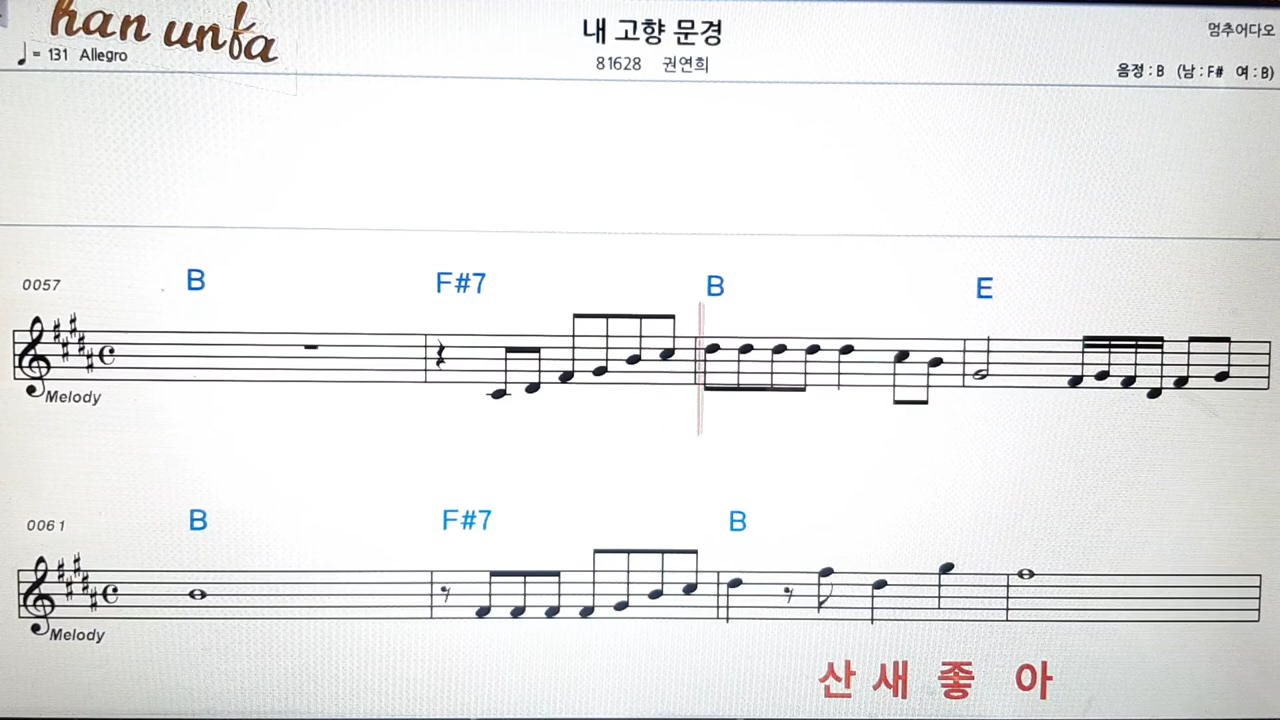 han unfa
내 고향 문경
멈추어다오
♩= 131 Allegro
81628 권연희
음정 : B (남 : F# 여 : B)
0057 B F#7 B E
Melody
0061 B F#7 B
Melody
산 새 좋 아